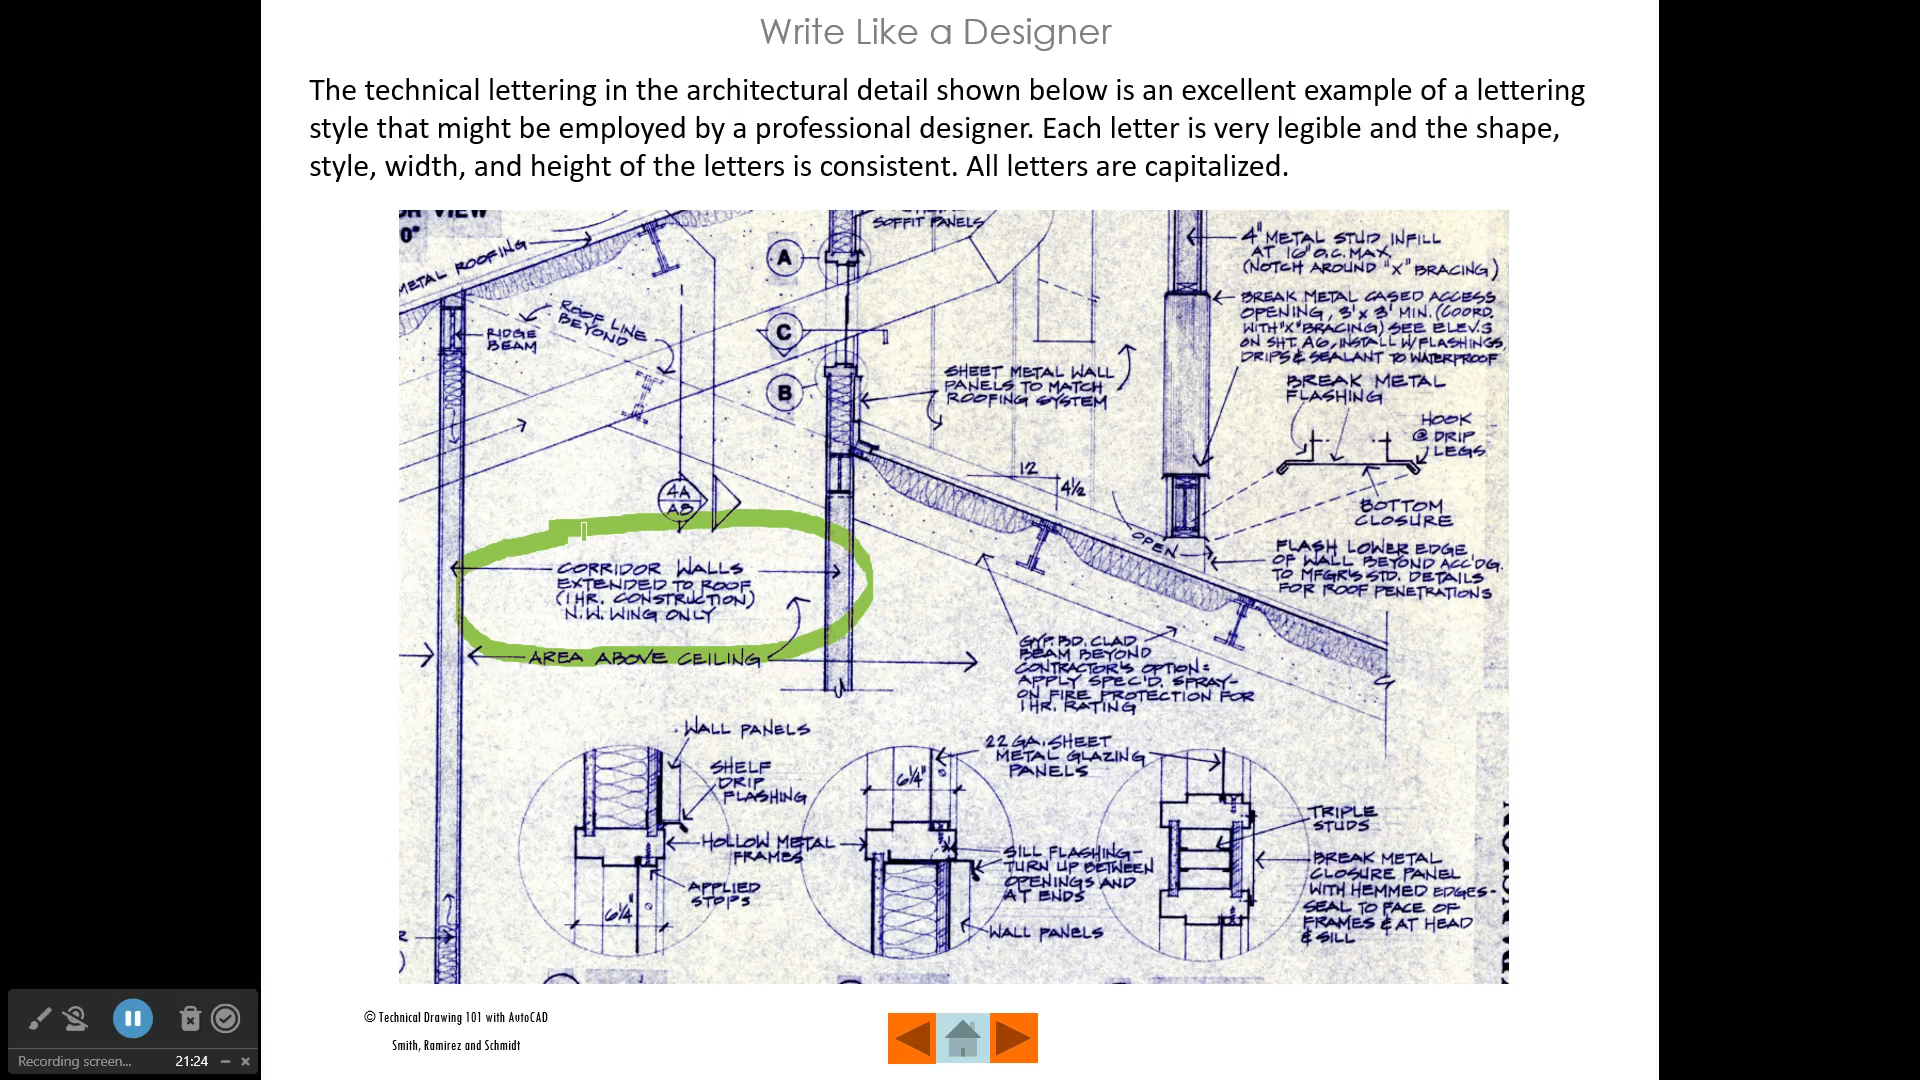 Write Like a Designer
The technical lettering in the architectural detail shown below is an excellent example of a lettering
style that might be employed by a professional designer. Each letter is very legible and the shape,
style, width, and height of the letters is consistent. All letters are capitalized.
VIEW
0°
METAL ROOFING
RIDGE
BEAM
ROOF LINE
BEYOND
A
C
B
SOFFIT PANELS
SHEET METAL WALL
PANELS TO MATCH
ROOFING SYSTEM
4" METAL STUD INFILL
AT 16" O.C. MAX.
(NOTCH AROUND "X" BRACING)
BREAK METAL CASED ACCESS
OPENING, 3' x 3' MIN. (COORD.
WITH "X" BRACING) SEE ELEV. 3
ON SHT. A6, INSTALL W/FLASHINGS,
DRIPS & SEALANT TO WATERPROOF
BREAK METAL
FLASHING
HOOK
@ DRIP
LEGS
BOTTOM
CLOSURE
12
4½
4A
A8
OPEN
FLASH LOWER EDGE
OF WALL BEYOND ACC'DG.
TO MFGR'S STD. DETAILS
FOR ROOF PENETRATIONS
CORRIDOR WALLS
EXTENDED TO ROOF
(1 HR. CONSTRUCTION)
N.W. WING ONLY
AREA ABOVE CEILING
GYP. BD. CLAD
BEAM BEYOND
CONTRACTOR'S OPTION:
APPLY SPEC'D. SPRAY-
ON FIRE PROTECTION FOR
1 HR. RATING
WALL PANELS
SHELF
DRIP
FLASHING
HOLLOW METAL
FRAMES
APPLIED
STOPS
6¼"
22 GA. SHEET
METAL GLAZING
PANELS
6¼"
SILL FLASHING-
TURN UP BETWEEN
OPENINGS AND
AT ENDS
WALL PANELS
TRIPLE
STUDS
BREAK METAL
CLOSURE PANEL
WITH HEMMED EDGES-
SEAL TO FACE OF
FRAMES & AT HEAD
& SILL
© Technical Drawing 101 with AutoCAD
Smith, Ramirez and Schmidt
Recording screen...
21:24